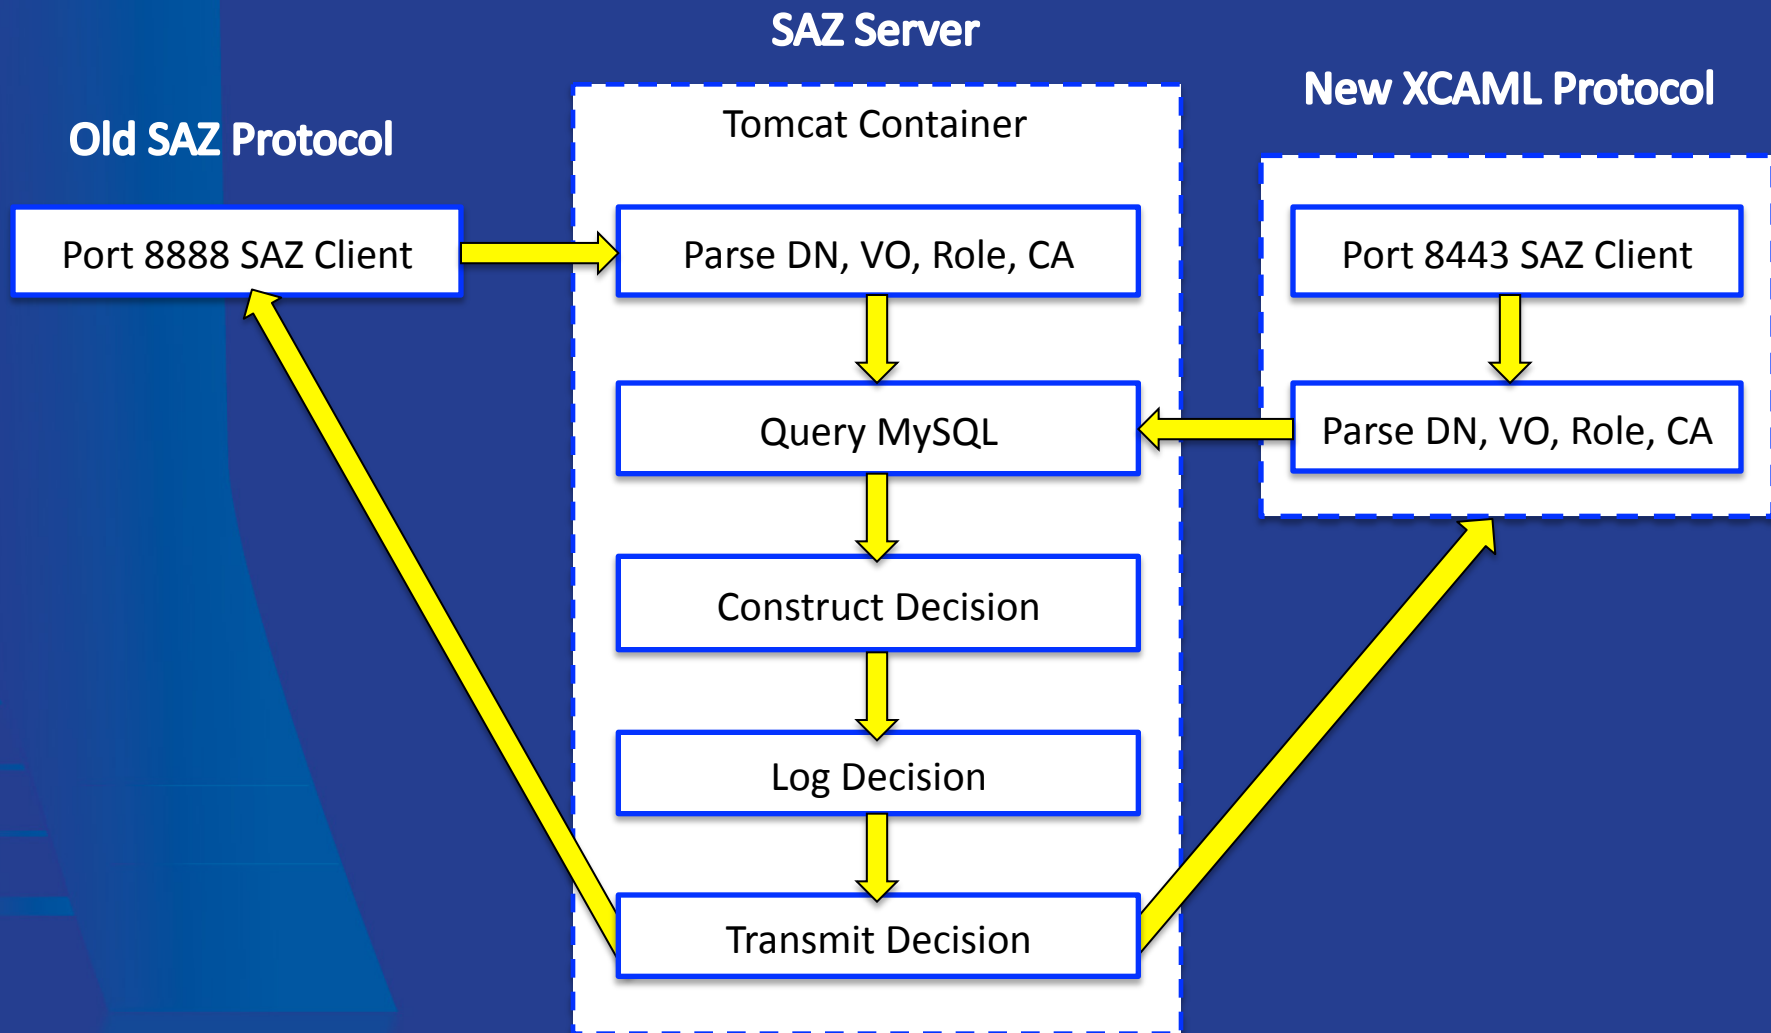 SAZ Server
New XCAML Protocol
Old SAZ Protocol
Tomcat Container
Port 8888 SAZ Client
Parse DN, VO, Role, CA
Port 8443 SAZ Client
Query MySQL
Parse DN, VO, Role, CA
Construct Decision
Log Decision
Transmit Decision